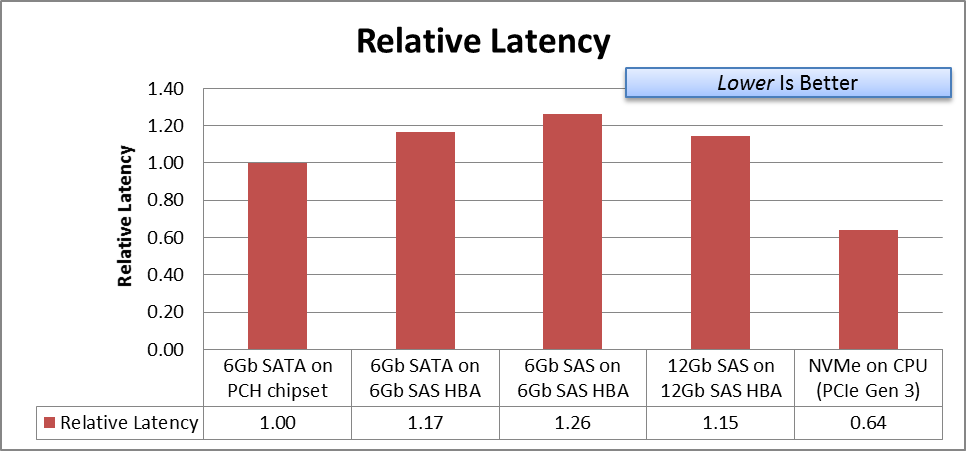 Relative Latency
Lower Is Better
Relative Latency
1.40
1.20
1.00
0.80
0.60
0.40
0.20
0.00
6Gb SATA on 6Gb SATA on 6Gb SAS on 12Gb SAS on NVMe on CPU
PCH chipset 6Gb SAS HBA 6Gb SAS HBA 12Gb SAS HBA (PCIe Gen 3)
Relative Latency 1.00 1.17 1.26 1.15 0.64